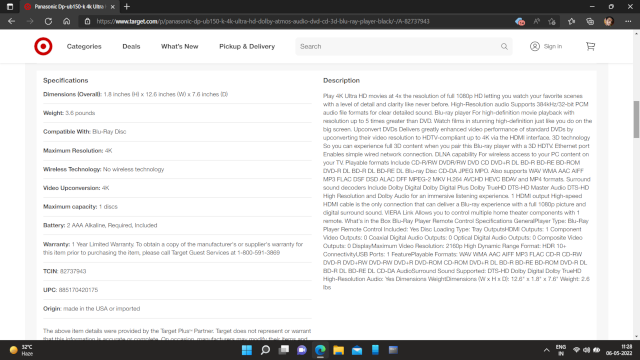 Panasonic Dp-ub150-k 4k Ultra
https://www.target.com/p/panasonic-dp-ub150-k-4k-ultra-hd-dolby-atmos-audio-dvd-cd-3d-blu-ray-player-black/-/A-82737943
Categories
Deals
What's New
Pickup & Delivery
Search
Sign in
Specifications
Dimensions (Overall): 1.8 inches (H) x 12.6 inches (W) x 7.6 inches (D)
Weight: 3.6 pounds
Compatible With: Blu-Ray Disc
Maximum Resolution: 4K
Wireless Technology: No wireless technology
Video Upconversion: 4K
Maximum capacity: 1 discs
Battery: 2 AAA Alkaline, Required, Included
Warranty: 1 Year Limited Warranty. To obtain a copy of the manufacturer's or supplier's warranty for
this item prior to purchasing the item, please call Target Guest Services at 1-800-591-3869
TCIN: 82737943
UPC: 885170420175
Origin: made in the USA or imported
The above item details were provided by the Target Plus™ Partner. Target does not represent or warrant
that this information is accurate or complete. On occasion, manufacturers may modify their items and
Description
Play 4K Ultra HD movies at 4x the resolution of full 1080p HD letting you watch your favorite scenes
with a level of detail and clarity like never before. High-Resolution audio Supports 384kHz/32-bit PCM
audio file formats for clear detailed sound. Blu-ray player For high-definition movie playback with
resolution up to 5 times greater than DVD. Watch films in stunning high-definition just like you do on the
big screen. Upconvert DVDs Delivers greatly enhanced video performance of standard DVDs by
upconverting their video resolution to HDTV-compliant up to 4K via the HDMI interface. 3D technology
So you can experience full 3D content when you pair this Blu-ray player with a 3D HDTV. Ethernet port
Enables simple wired network connection. DLNA capability For wireless access to your PC content on
your TV. Playable formats Include CD-R/RW DVDR/RW DVD CD DVD+R DL BD-R BD-RE BD-ROM
DVD-R DL BD-R DL BD-RE DL Blu-ray Disc CD-DA JPEG MPO. Also supports WAV WMA AAC AIFF
MP3 FLAC DSF DSD ALAC DFF MPEG-2 MKV H.264 AVCHD HEVC BDAV and MP4 formats. Surround
sound decoders Include Dolby Digital Dolby Digital Plus Dolby TrueHD DTS-HD Master Audio DTS-HD
High Resolution and Dolby Audio for an immersive listening experience. 1 HDMI output High-speed
HDMI cable is the only connection that can deliver a Blu-ray experience with a full 1080p picture and
digital surround sound. VIERA Link Allows you to control multiple home theater components with 1
remote. What's in the Box Blu-Ray Player Remote Control Specifications GeneralPlayer Type: Blu-Ray
Player Remote Control Included: Yes Disc Loading Type: Tray OutputsHDMI Outputs: 1 Component
Video Outputs: 0 Coaxial Digital Audio Outputs: 0 Optical Digital Audio Outputs: 0 Composite Video
Outputs: 0 DisplayMaximum Video Resolution: 2160p High Dynamic Range Format: HDR 10+
ConnectivityUSB Ports: 1 FeaturePlayable Formats: WAV WMA AAC AIFF MP3 FLAC CD-R CD-RW
DVD-R DVD+RW DVD-RW DVD+R DVD-ROM CD-ROM DVD+R DL BD-R BD-RE BD-ROM DVD-R DL
BD-R DL BD-RE DL CD-DA AudioSurround Sound Supported: DTS-HD Dolby Digital Dolby TrueHD
High-Resolution Audio: Yes Dimensions WeightDimensions (W x H x D): 12.6" x 1.8" x 7.6" Weight: 2.6
lbs
32°C
Haze
ENG
IN
11:28
06-05-2022